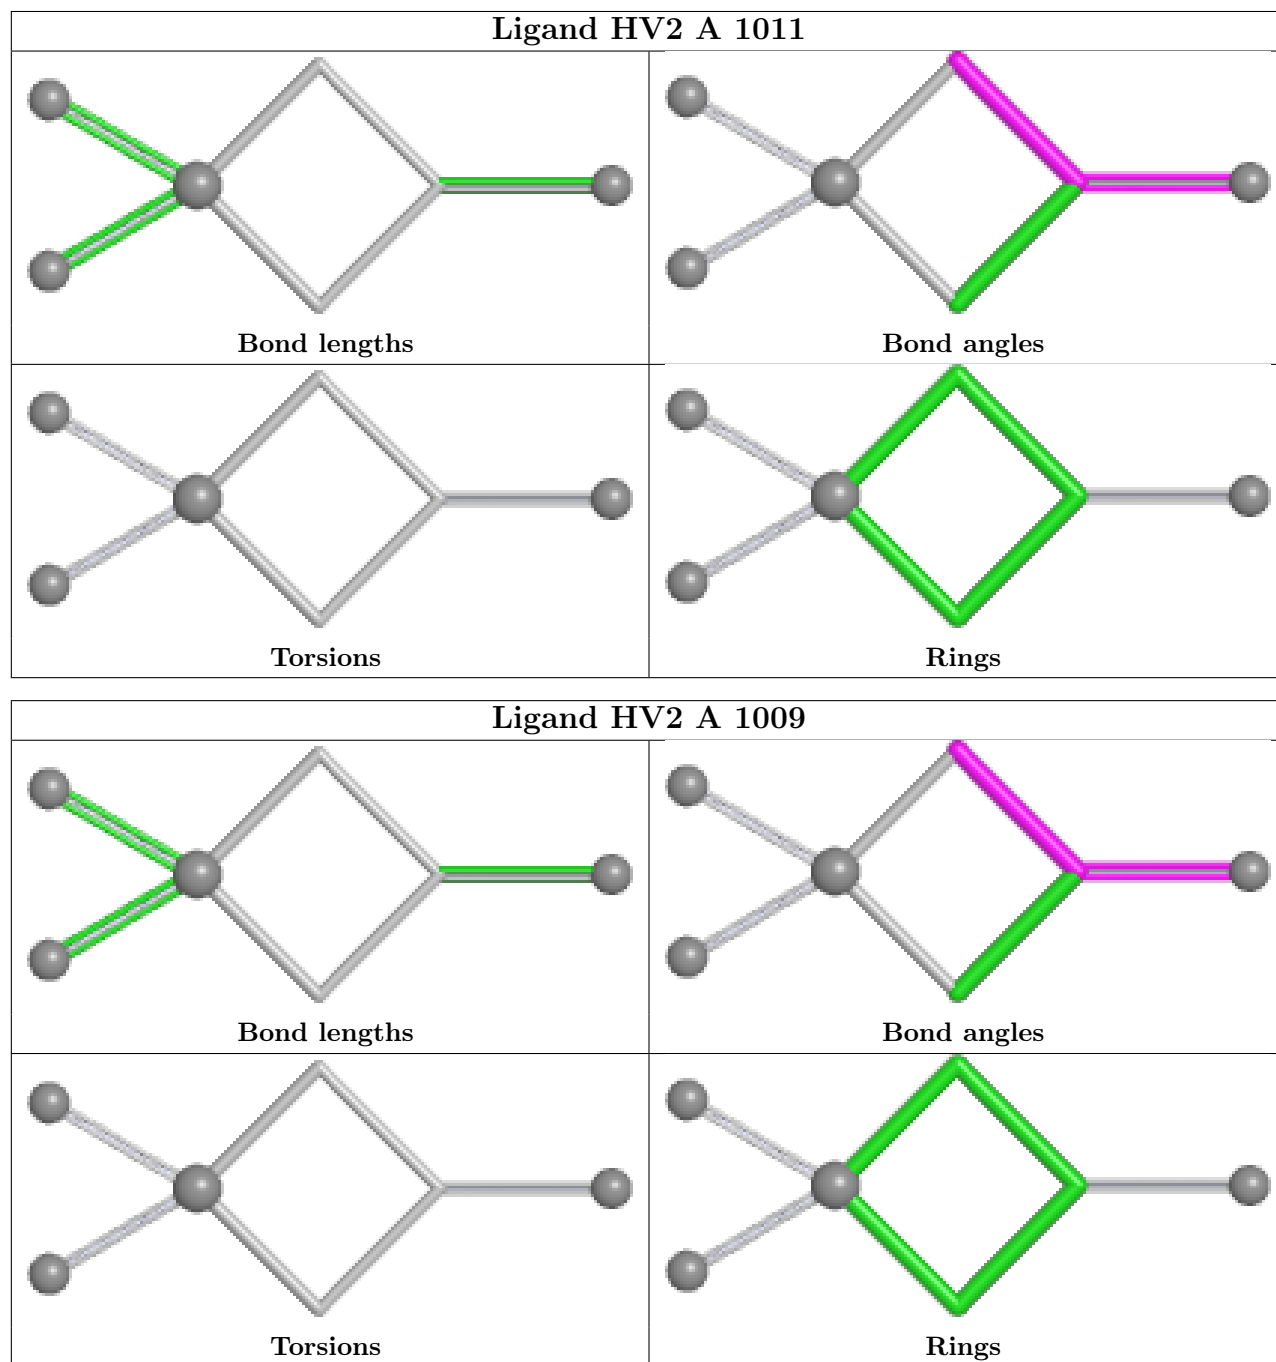 Ligand HV2 A 1011
Bond lengths
Bond angles
Torsions
Rings
Ligand HV2 A 1009
Bond lengths
Bond angles
Torsions
Rings